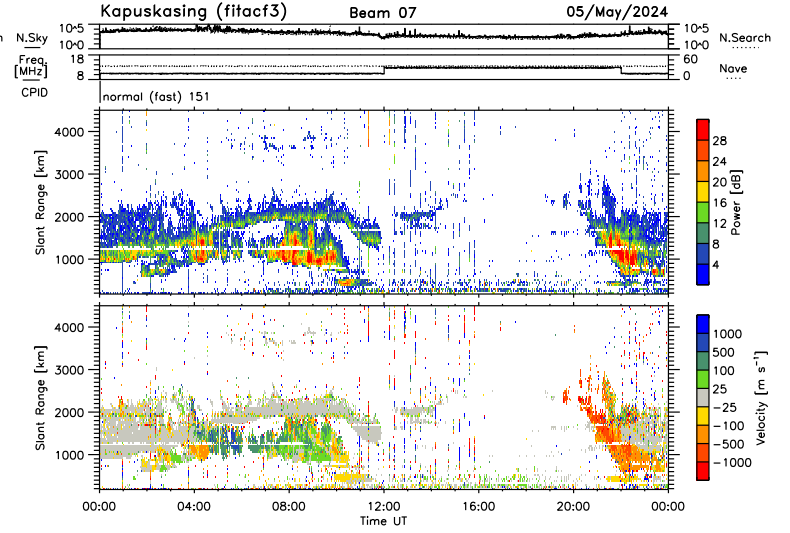 Kapuskasing (fitacf3) Beam 07 05/May/2024
N.Sky 10^5 10^0 10^5 10^0 N.Search
Freq. [MHz] 18 8 60 0 Nave
CPID normal (fast) 151
Slant Range [km] 4000 3000 2000 1000
28 24 20 16 12 8 4 Power [dB]
Slant Range [km] 4000 3000 2000 1000
1000 500 100 25 -25 -100 -500 -1000 Velocity [m s⁻¹]
00:00 04:00 08:00 12:00 16:00 20:00 00:00
Time UT